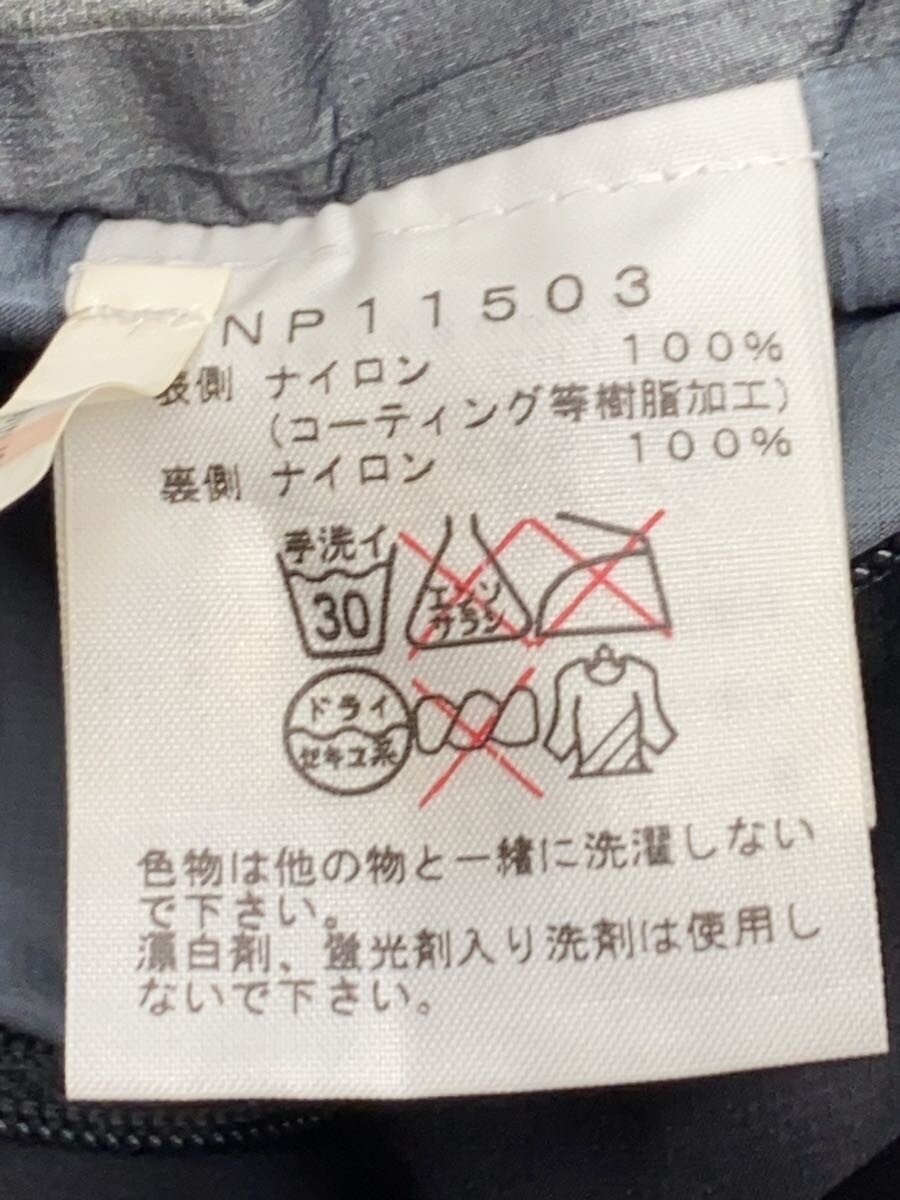 NP11503
表側 ナイロン 100%
(コーティング等樹脂加工)
裏側 ナイロン 100%
手洗イ
30
エンソ
サラシ
ドライ
セキユ系
色物は他の物と一緒に洗濯しない
で下さい。
漂白剤、蛍光剤入り洗剤は使用し
ないで下さい。